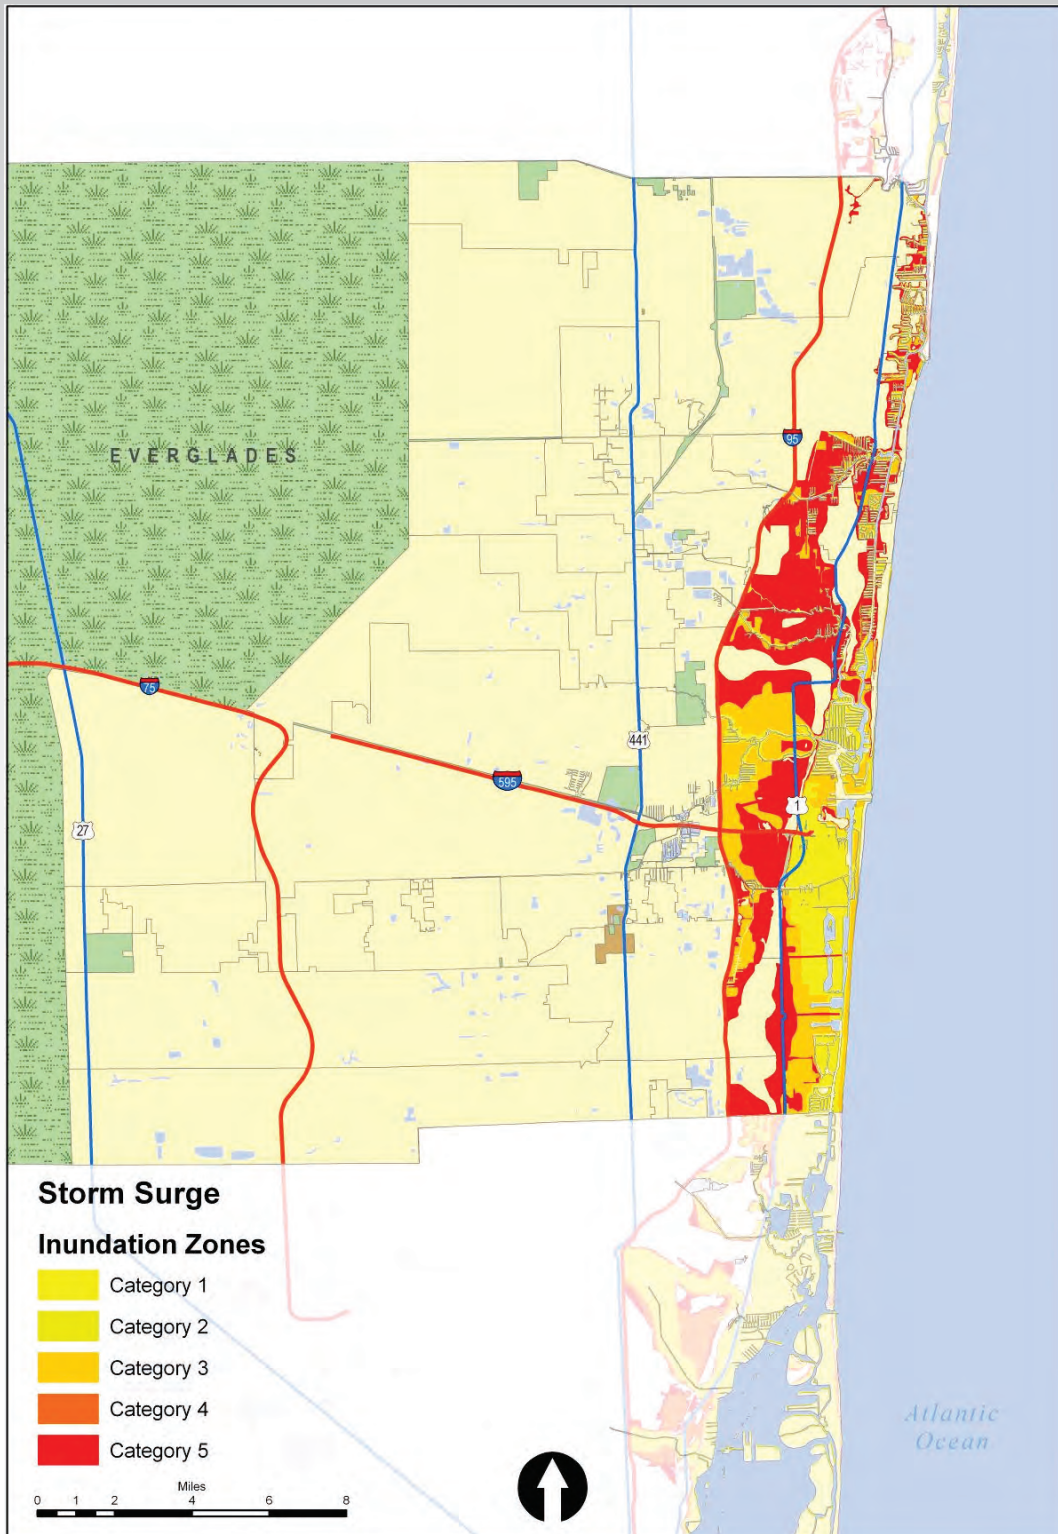 EVERGLADES
95
75
441
595
27
1
Storm Surge
Inundation Zones
Category 1
Category 2
Category 3
Category 4
Category 5
Miles
0 1 2 4 6 8
Atlantic
Ocean